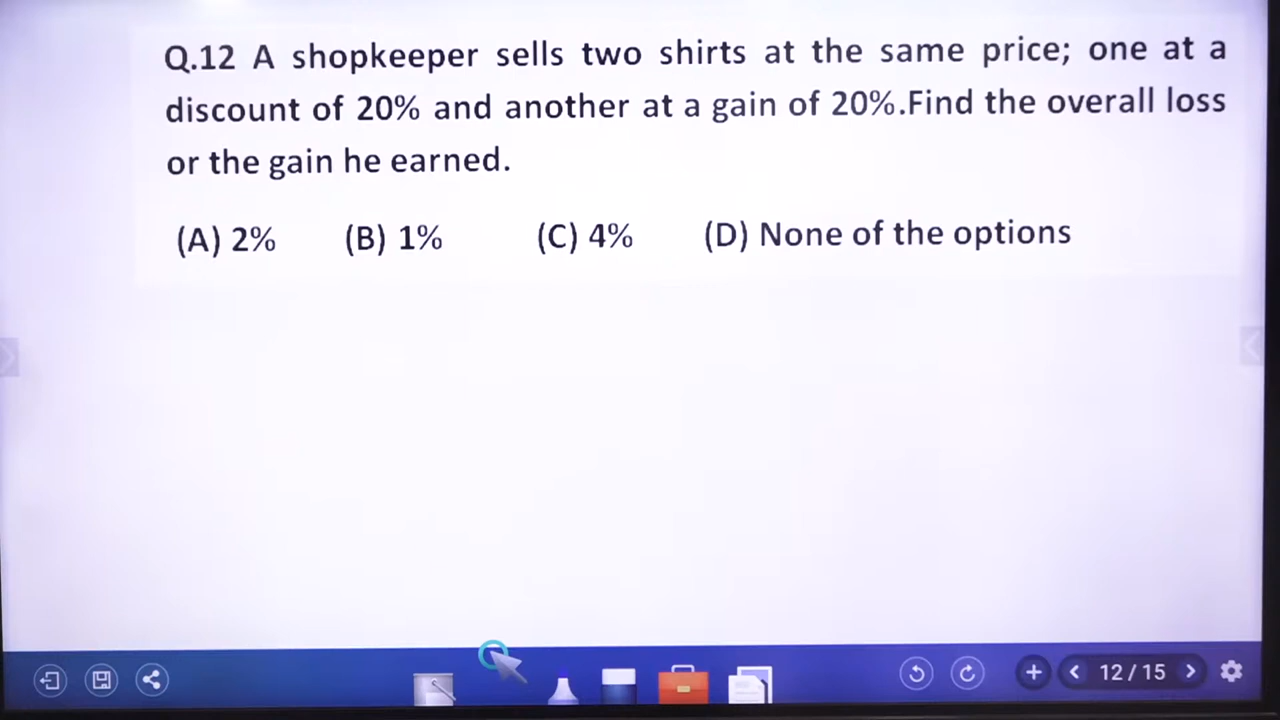 Q.12 A shopkeeper sells two shirts at the same price; one at a
discount of 20% and another at a gain of 20%.Find the overall loss
or the gain he earned.
(A) 2% (B) 1% (C) 4% (D) None of the options
12 / 15